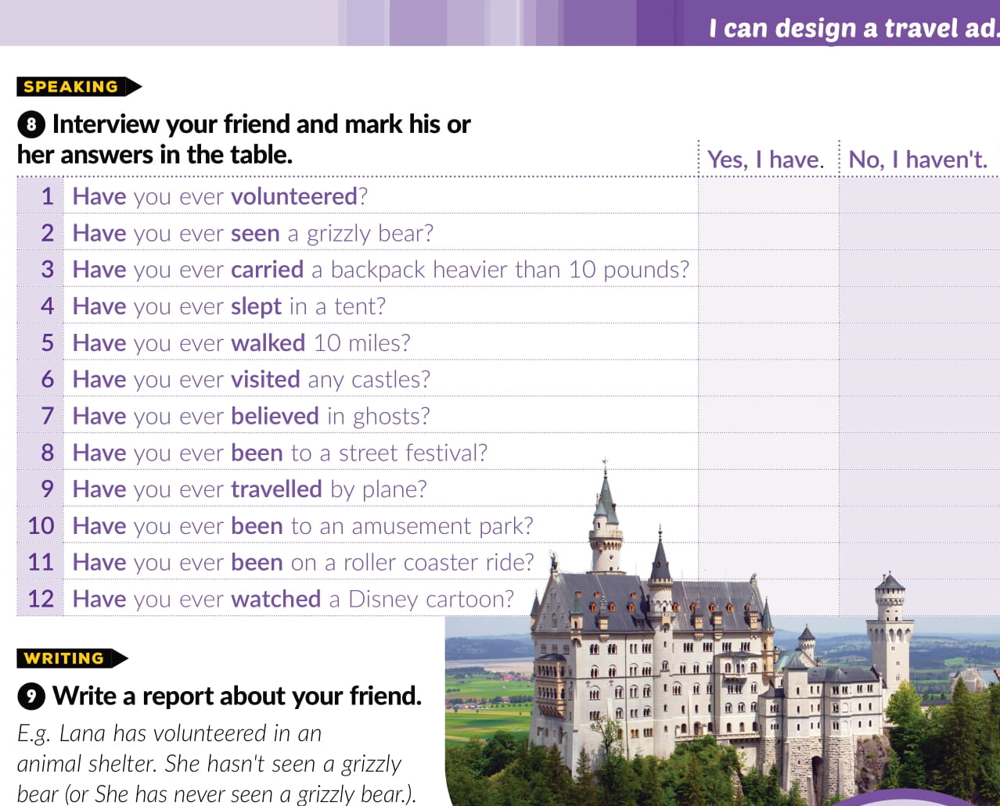 I can design a travel ad.
SPEAKING
8 Interview your friend and mark his or
her answers in the table.
Yes, I have. No, I haven't.
1 Have you ever volunteered?
2 Have you ever seen a grizzly bear?
3 Have you ever carried a backpack heavier than 10 pounds?
4 Have you ever slept in a tent?
5 Have you ever walked 10 miles?
6 Have you ever visited any castles?
7 Have you ever believed in ghosts?
8 Have you ever been to a street festival?
9 Have you ever travelled by plane?
10 Have you ever been to an amusement park?
11 Have you ever been on a roller coaster ride?
12 Have you ever watched a Disney cartoon?
WRITING
9 Write a report about your friend.
E.g. Lana has volunteered in an
animal shelter. She hasn't seen a grizzly
bear (or She has never seen a grizzly bear.).